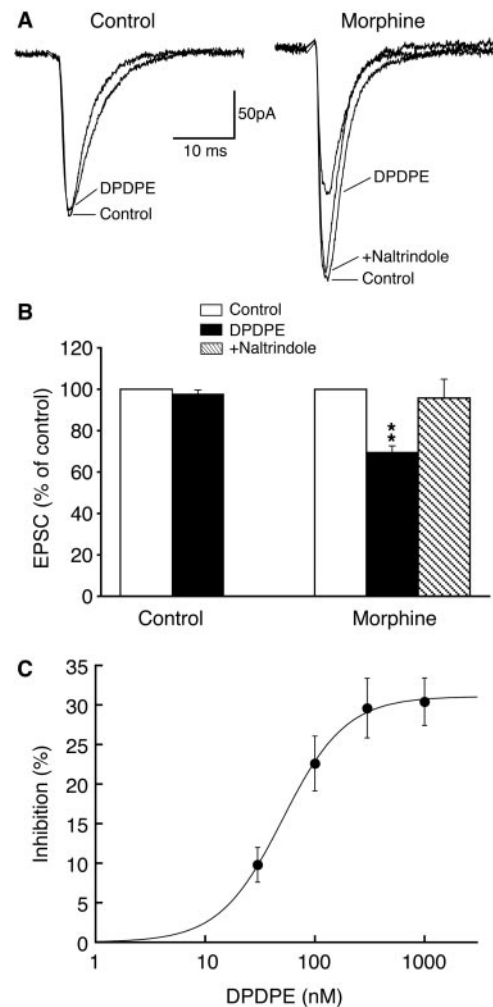 A
Control
Morphine
50pA
10 ms
DPDPE
Control
DPDPE
+Naltrindole
Control
B
Control
DPDPE
+Naltrindole
120
100
80
60
40
20
0
EPSC (% of control)
**
Control
Morphine
C
35
30
25
20
15
10
5
0
Inhibition (%)
1
10
100
1000
DPDPE (nM)